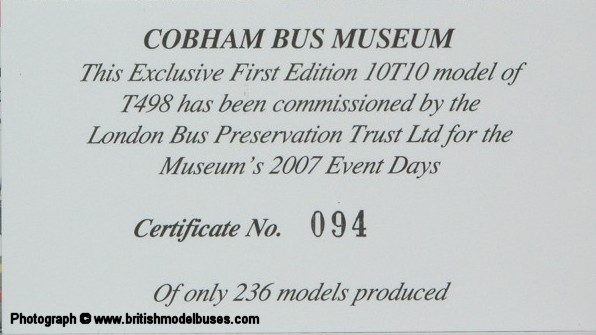 COBHAM BUS MUSEUM
This Exclusive First Edition 10T10 model of
T498 has been commissioned by the
London Bus Preservation Trust Ltd for the
Museum's 2007 Event Days
Certificate No. 094
Of only 236 models produced
Photograph © www.britishmodelbuses.com